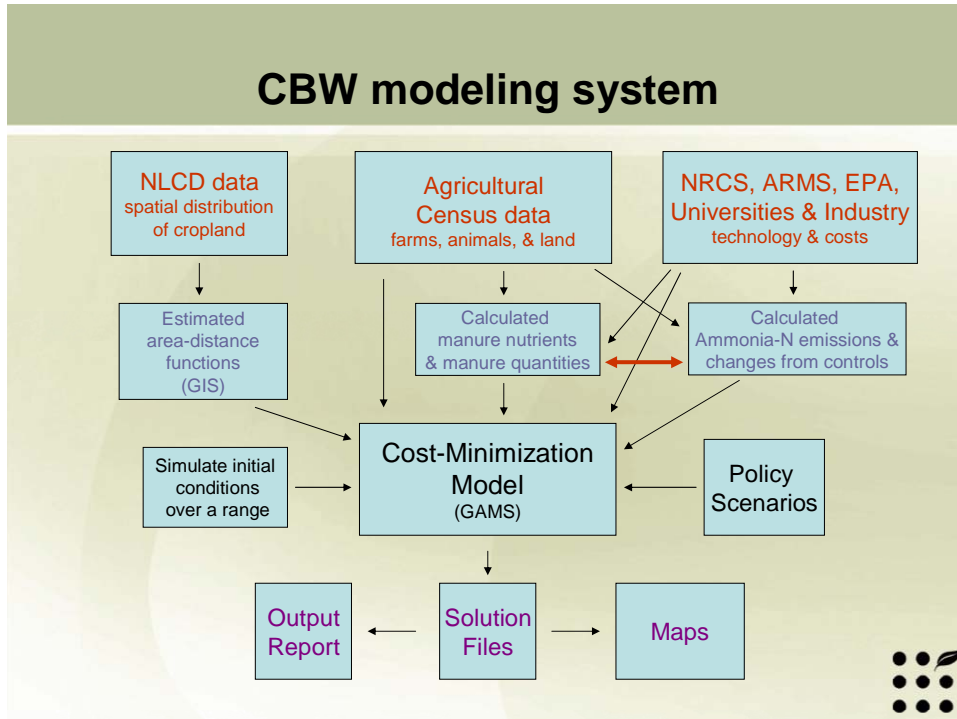 CBW modeling system
NLCD data
spatial distribution
of cropland
Agricultural
Census data
farms, animals, & land
NRCS, ARMS, EPA,
Universities & Industry
technology & costs
Estimated
area-distance
functions
(GIS)
Calculated
manure nutrients
& manure quantities
Calculated
Ammonia-N emissions &
changes from controls
Simulate initial
conditions
over a range
Cost-Minimization
Model
(GAMS)
Policy
Scenarios
Output
Report
Solution
Files
Maps